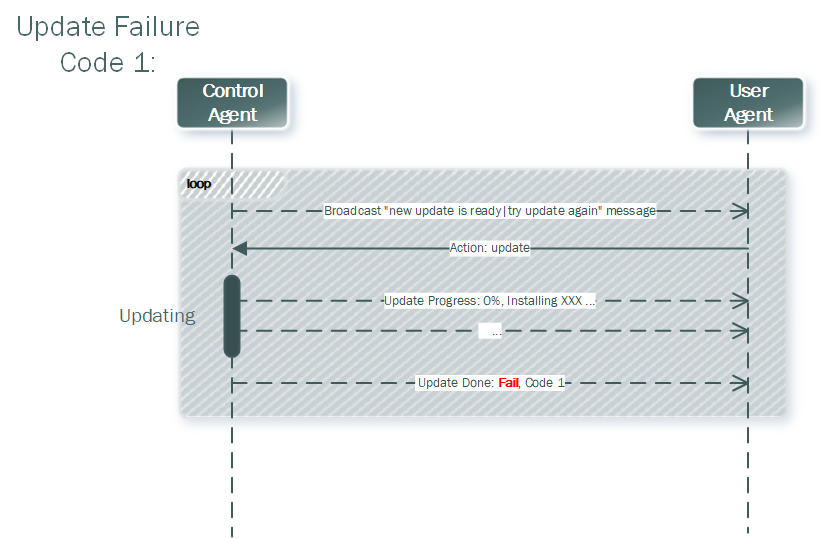 Update Failure
Code 1:
Control
Agent
User
Agent
loop
Broadcast "new update is ready|try update again" message
Action: update
Updating
Update Progress: 0%, Installing XXX ...
...
Update Done: Fail, Code 1